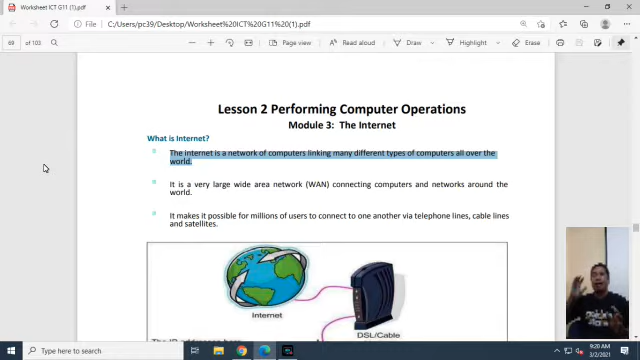 Worksheet ICT G11 (1).pdf
File | C:/Users/pc39/Desktop/Worksheet%20ICT%20G11%20(1).pdf
69 of 103
Page view
Read aloud
Draw
Highlight
Erase
Lesson 2 Performing Computer Operations
Module 3: The Internet
What is Internet?
The internet is a network of computers linking many different types of computers all over the
world.
It is a very large wide area network (WAN) connecting computers and networks around the
world.
It makes it possible for millions of users to connect to one another via telephone lines, cable lines
and satellites.
Internet
DSL/Cable
Type here to search
9:20 AM
3/2/2021